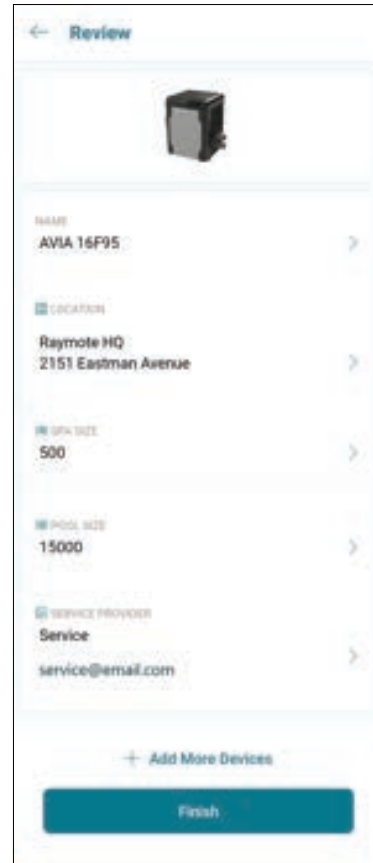 Review
NAME
AVIA 16F95
LOCATION
Raymote HQ
2151 Eastman Avenue
SPA SIZE
500
POOL SIZE
15000
SERVICE PROVIDER
Service
service@email.com
+ Add More Devices
Finish